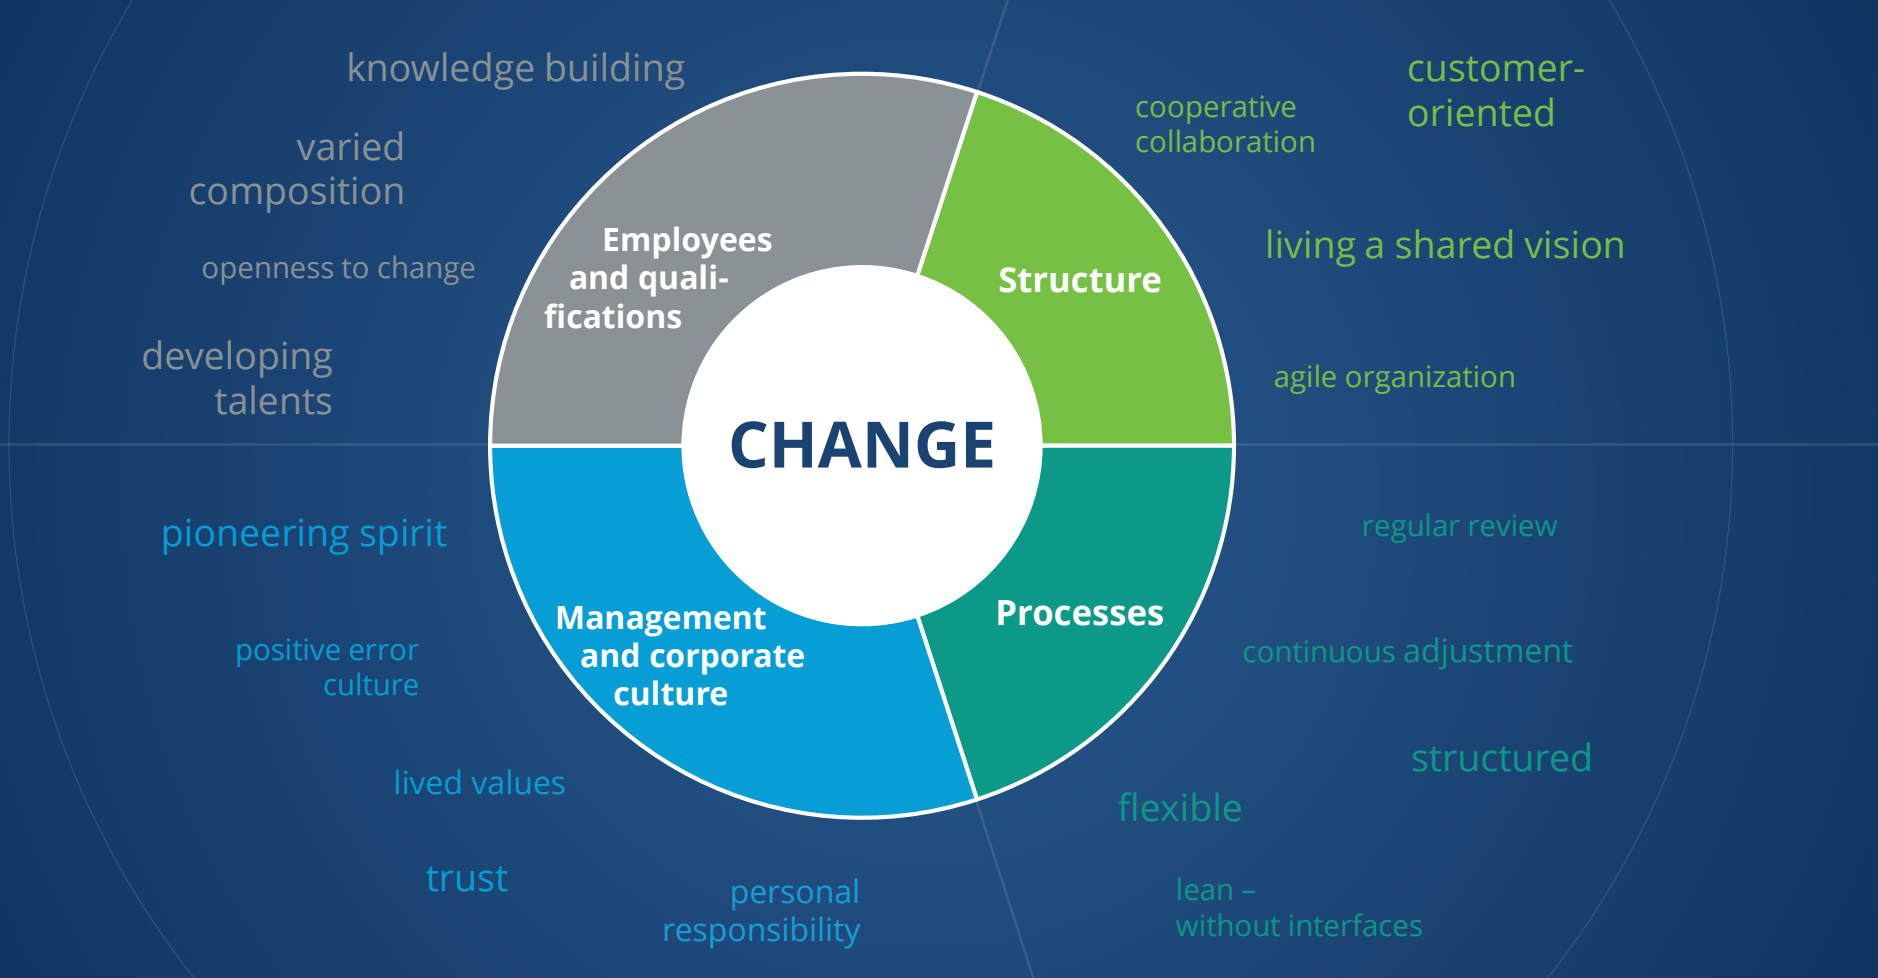 knowledge building
varied
composition
openness to change
developing
talents
Employees
and quali-
fications
cooperative
collaboration
customer-
oriented
living a shared vision
agile organization
Structure
CHANGE
pioneering spirit
positive error
culture
lived values
trust
personal
responsibility
Management
and corporate
culture
Processes
regular review
continuous adjustment
structured
flexible
lean –
without interfaces